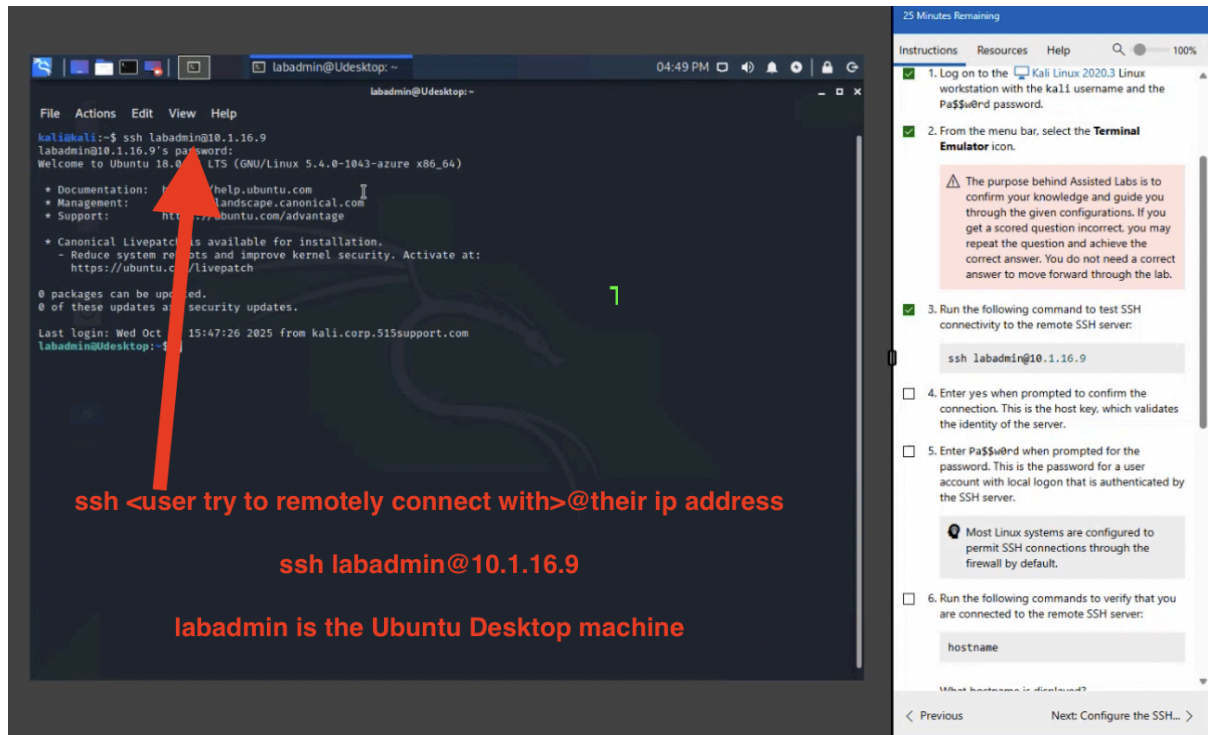 25 Minutes Remaining
Instructions Resources Help 100%
labadmin@Udesktop: ~
04:49 PM
labadmin@Udesktop: ~
File Actions Edit View Help
kali@kali:~$ ssh labadmin@10.1.16.9
labadmin@10.1.16.9's password:
Welcome to Ubuntu 18.0 LTS (GNU/Linux 5.4.0-1043-azure x86_64)
* Documentation: /help.ubuntu.com
* Management: landscape.canonical.com
* Support: ht ubuntu.com/advantage
* Canonical Livepatch is available for installation.
- Reduce system re ots and improve kernel security. Activate at:
https://ubuntu.c /livepatch
0 packages can be up ed.
0 of these updates a security updates.
Last login: Wed Oct 15:47:26 2025 from kali.corp.515support.com
labadmin@Udesktop:~$
ssh <user try to remotely connect with>@their ip address
ssh labadmin@10.1.16.9
labadmin is the Ubuntu Desktop machine
1. Log on to the Kali Linux 2020.3 Linux
workstation with the kali username and the
Pa$$w0rd password.
2. From the menu bar, select the Terminal
Emulator icon.
The purpose behind Assisted Labs is to
confirm your knowledge and guide you
through the given configurations. If you
get a scored question incorrect, you may
repeat the question and achieve the
correct answer. You do not need a correct
answer to move forward through the lab.
3. Run the following command to test SSH
connectivity to the remote SSH server:
ssh labadmin@10.1.16.9
4. Enter yes when prompted to confirm the
connection. This is the host key, which validates
the identity of the server.
5. Enter Pa$$w0rd when prompted for the
password. This is the password for a user
account with local logon that is authenticated by
the SSH server.
Most Linux systems are configured to
permit SSH connections through the
firewall by default.
6. Run the following commands to verify that you
are connected to the remote SSH server:
hostname
What hostname is displayed?
Previous Next: Configure the SSH...